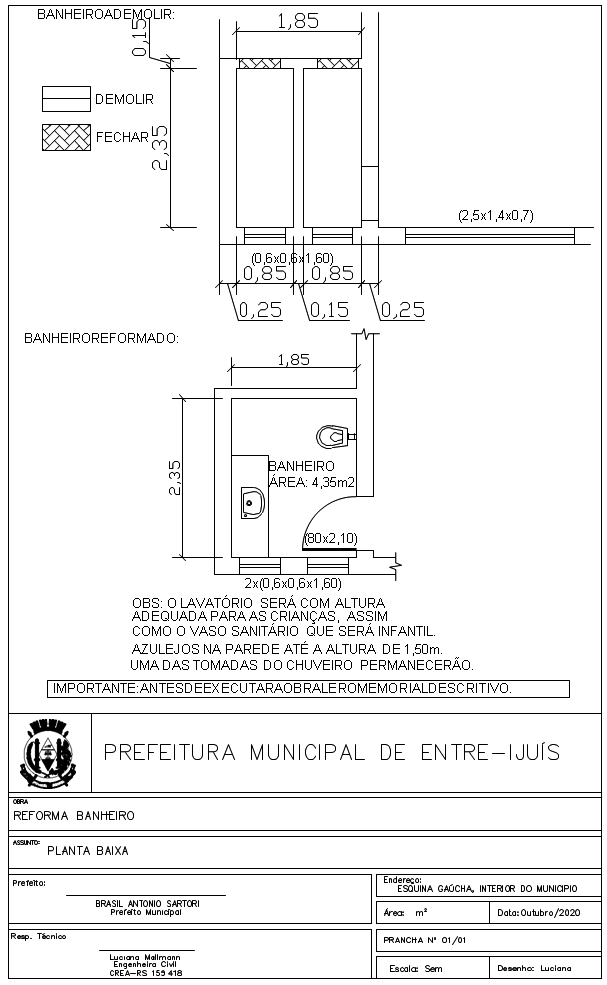 BANHEIROADEMOLIR:
1,85
0,15
DEMOLIR
FECHAR
2,35
(2,5x1,4x0,7)
(0,6x0,6x1,60)
0,85
0,85
0,25
0,15
0,25
BANHEIROREFORMADO:
1,85
2,35
BANHEIRO
ÁREA: 4,35m2
(80x2,10)
2x(0,6x0,6x1,60)
OBS: O LAVATÓRIO SERÁ COM ALTURA
ADEQUADA PARA AS CRIANÇAS, ASSIM
COMO O VASO SANITÁRIO QUE SERÁ INFANTIL.
AZULEJOS NA PAREDE ATÉ A ALTURA DE 1,50m.
UMA DAS TOMADAS DO CHUVEIRO PERMANECERÃO.
IMPORTANTE:ANTESDEEXECUTARAOBRALEROMEMORIALDESCRITIVO.
PREFEITURA MUNICIPAL DE ENTRE-IJUÍS
OBRA
REFORMA BANHEIRO
ASSUNTO:
PLANTA BAIXA
Prefeito:
BRASIL ANTONIO SARTORI
Prefeito Municipal
Endereço:
ESQUINA GAÚCHA, INTERIOR DO MUNICIPIO
Área: m²
Data:Outubro/2020
Resp. Técnico
Luciana Mallmann
Engenheira Civil
CREA-RS 159 418
PRANCHA Nº 01/01
Escala: Sem
Desenho: Luciana